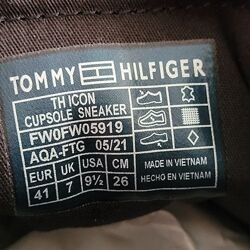 TOMMY HILFIGER
TH ICON
CUPSOLE SNEAKER
FW0FW05919
AQA-FTG 05/21
EUR UK USA CM
41 7 9½ 26
MADE IN VIETNAM
HECHO EN VIETNAM